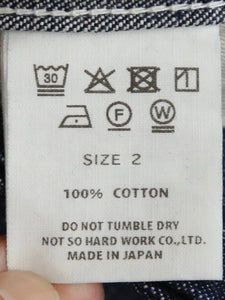 30
F W
SIZE 2
100% COTTON
DO NOT TUMBLE DRY
NOT SO HARD WORK CO.,LTD.
MADE IN JAPAN